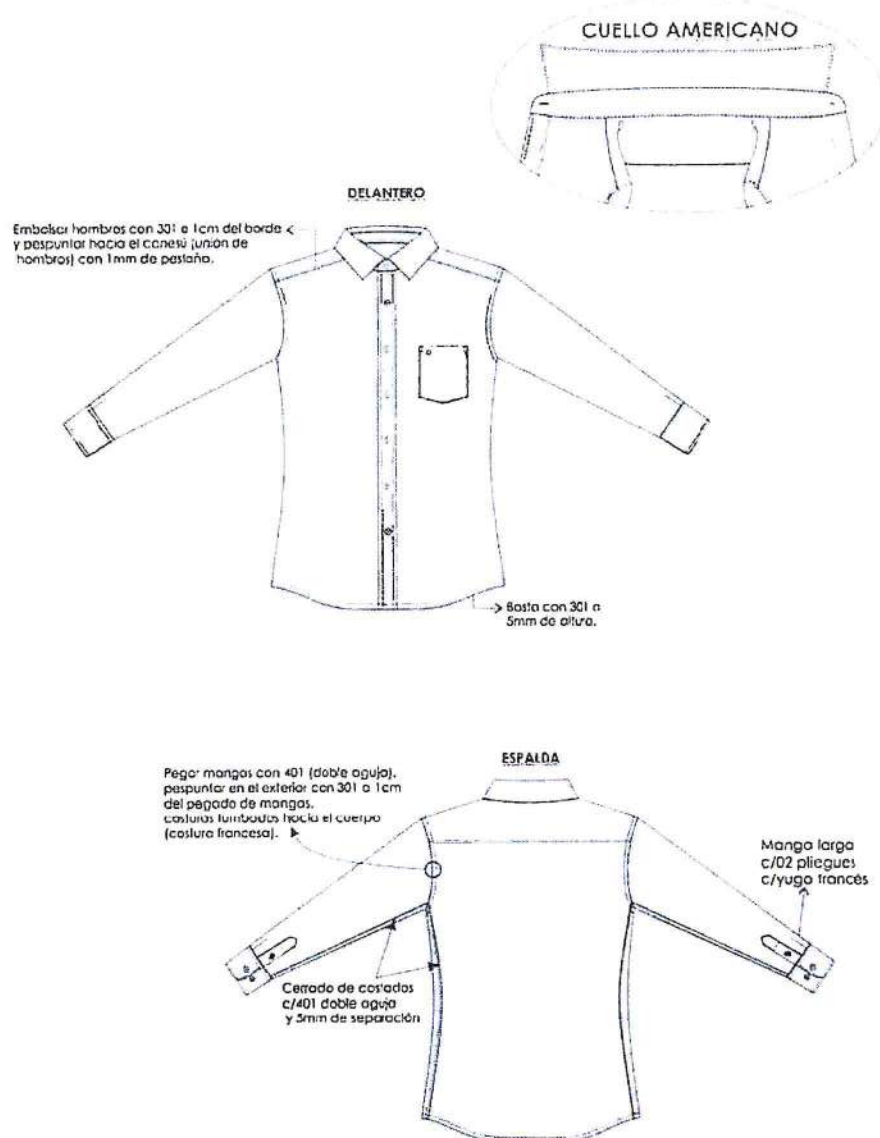 CUELLO AMERICANO
DELANTERO
Embolsar hombros con 301 a 1cm del borde
y pespuntar hacia el canesú (unión de
hombros) con 1mm de pestaña.
Basta con 301 a
5mm de altura.
ESPALDA
Pegar mangas con 401 (doble aguja),
pespuntar en el exterior con 301 a 1cm
del pegado de mangas.
costuras tumbadas hacia el cuerpo
(costura francesa).
Manga larga
c/02 pliegues
c/yugo francés
Cerrado de costados
c/401 doble aguja
y 5mm de separación